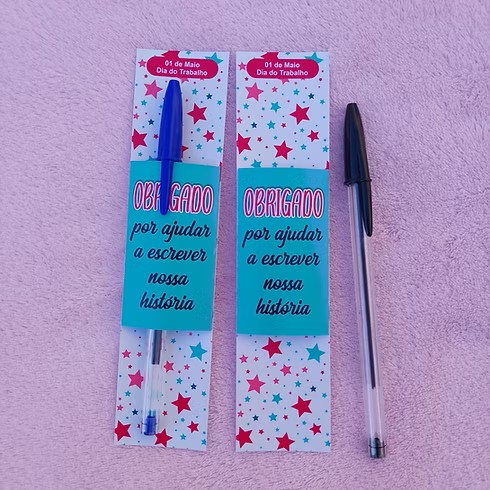 01 de Maio
Dia do Trabalho
OBRIGADO
por ajudar
a escrever
nossa
história
01 de Maio
Dia do Trabalho
OBRIGADO
por ajudar
a escrever
nossa
história